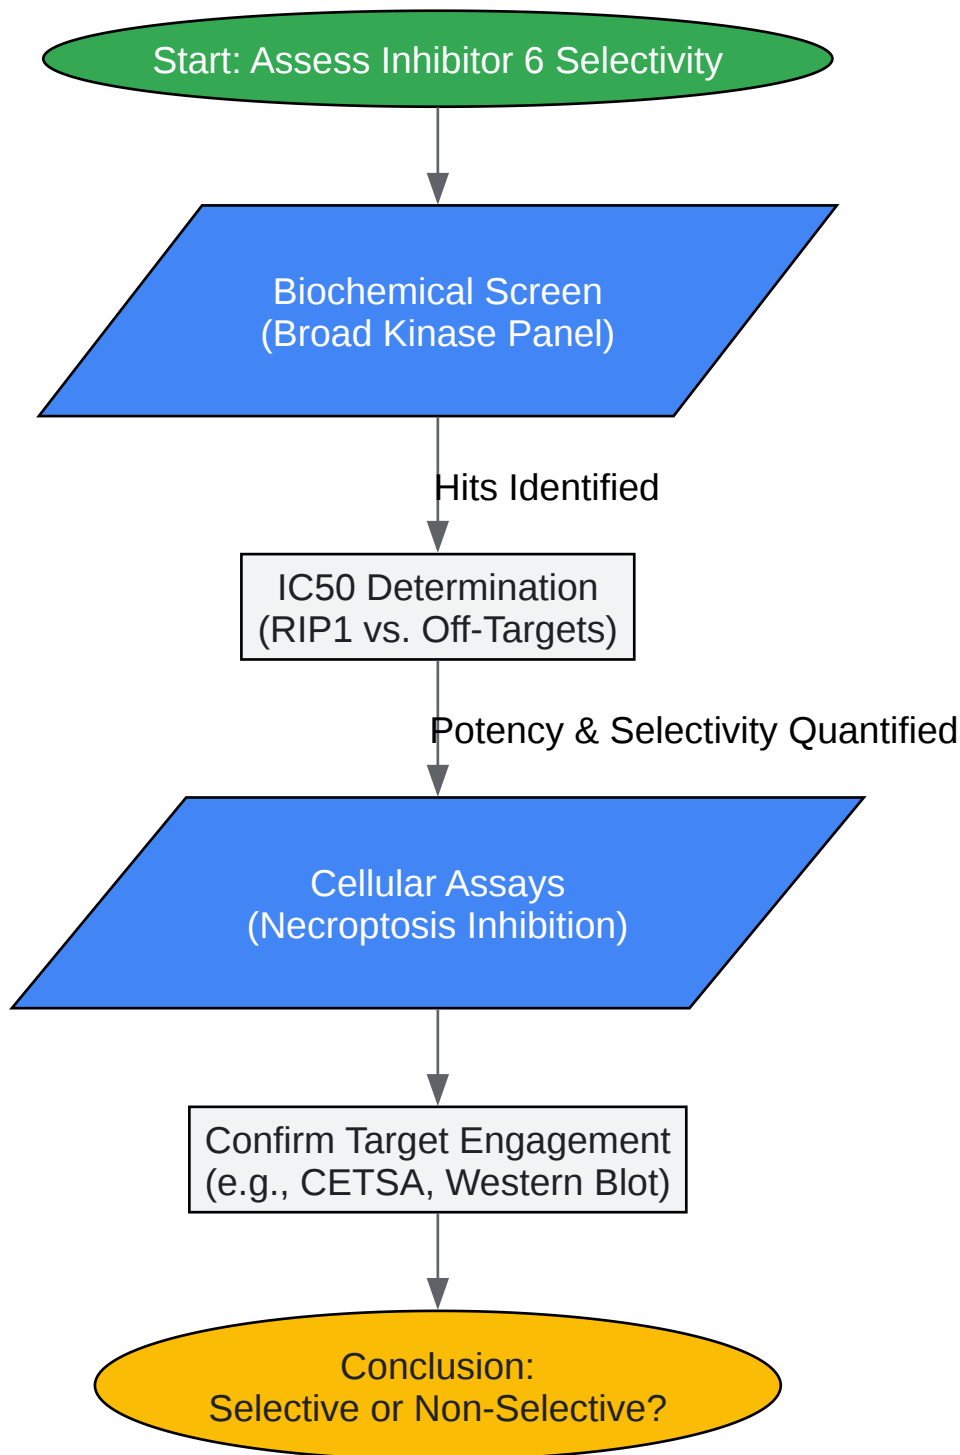 Start: Assess Inhibitor 6 Selectivity
Biochemical Screen
(Broad Kinase Panel)
Hits Identified
IC50 Determination
(RIP1 vs. Off-Targets)
Potency & Selectivity Quantified
Cellular Assays
(Necroptosis Inhibition)
Confirm Target Engagement
(e.g., CETSA, Western Blot)
Conclusion:
Selective or Non-Selective?